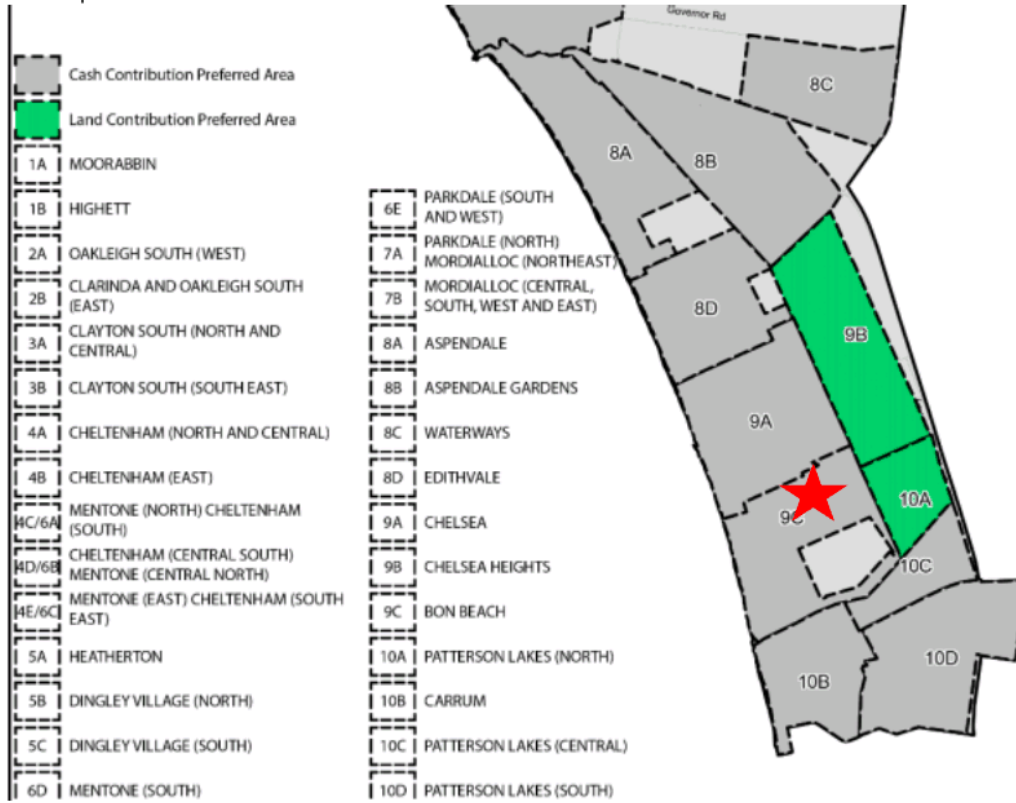 Cash Contribution Preferred Area
Land Contribution Preferred Area
1A MOORABBIN
1B HIGHETT
2A OAKLEIGH SOUTH (WEST)
2B CLARINDA AND OAKLEIGH SOUTH
(EAST)
3A CLAYTON SOUTH (NORTH AND
CENTRAL)
3B CLAYTON SOUTH (SOUTH EAST)
4A CHELTENHAM (NORTH AND CENTRAL)
4B CHELTENHAM (EAST)
4C/6A MENTONE (NORTH) CHELTENHAM
(SOUTH)
4D/6B CHELTENHAM (CENTRAL SOUTH)
MENTONE (CENTRAL NORTH)
4E/6C MENTONE (EAST) CHELTENHAM (SOUTH
EAST)
5A HEATHERTON
5B DINGLEY VILLAGE (NORTH)
5C DINGLEY VILLAGE (SOUTH)
6D MENTONE (SOUTH)
6E PARKDALE (SOUTH
AND WEST)
7A PARKDALE (NORTH)
MORDIALLOC (NORTHEAST)
7B MORDIALLOC (CENTRAL,
SOUTH, WEST AND EAST)
8A ASPENDALE
8B ASPENDALE GARDENS
8C WATERWAYS
8D EDITHVALE
9A CHELSEA
9B CHELSEA HEIGHTS
9C BON BEACH
10A PATTERSON LAKES (NORTH)
10B CARRUM
10C PATTERSON LAKES (CENTRAL)
10D PATTERSON LAKES (SOUTH)
Governor Rd
8C
8A
8B
8D
9B
9A
10A
9C
10C
10D
10B